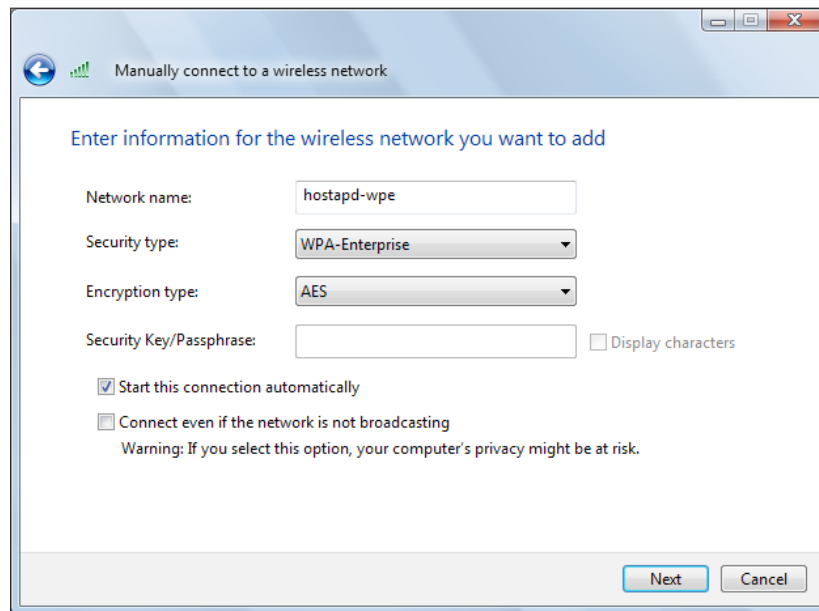 Manually connect to a wireless network
Enter information for the wireless network you want to add
Network name: hostapd-wpe
Security type: WPA-Enterprise
Encryption type: AES
Security Key/Passphrase: Display characters
Start this connection automatically
Connect even if the network is not broadcasting
Warning: If you select this option, your computer's privacy might be at risk.
Next Cancel